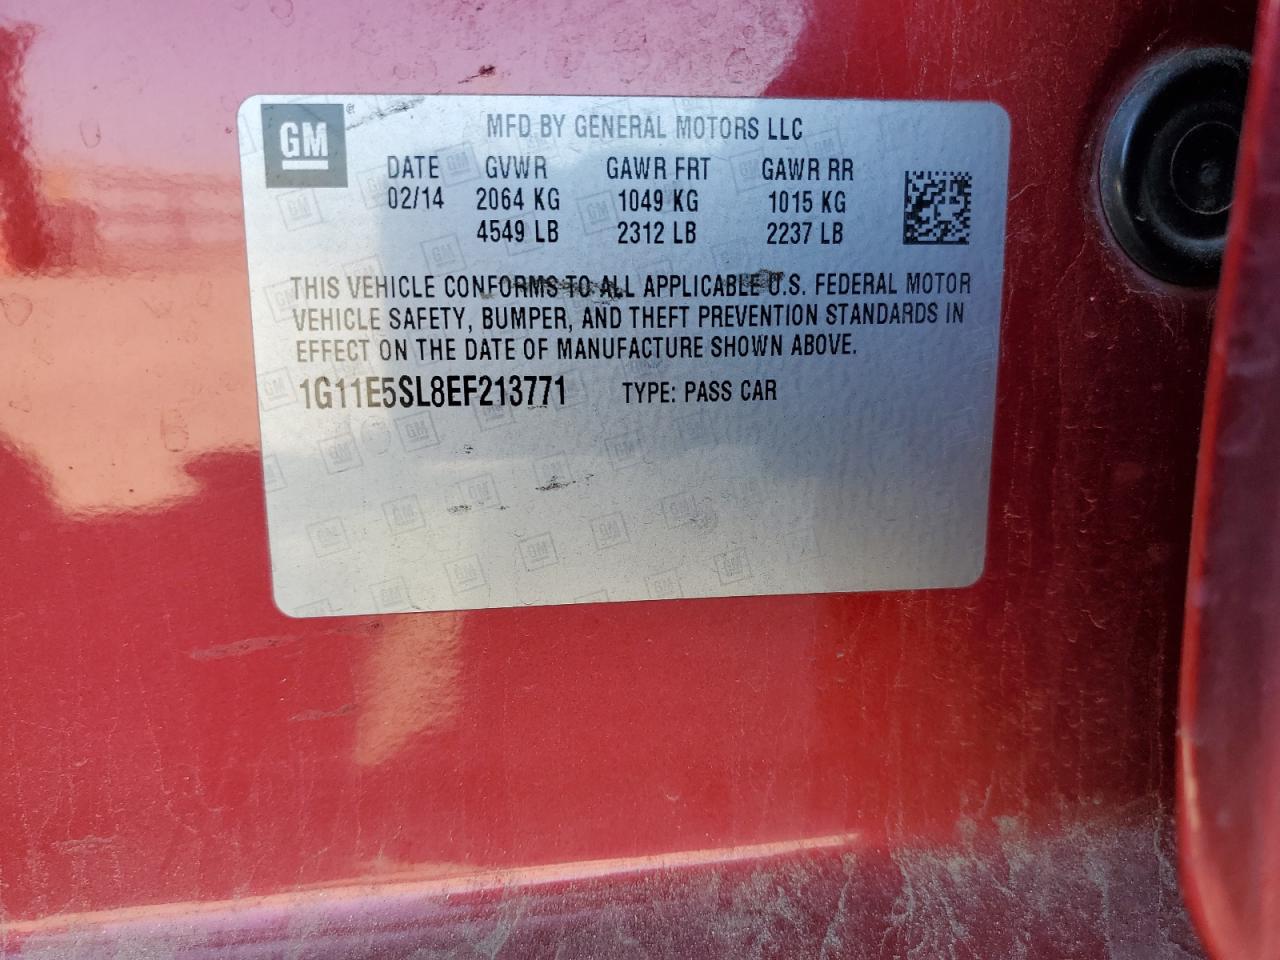 GM
MFD BY GENERAL MOTORS LLC
DATE GVWR GAWR FRT GAWR RR
02/14 2064 KG 1049 KG 1015 KG
4549 LB 2312 LB 2237 LB
THIS VEHICLE CONFORMS TO ALL APPLICABLE U.S. FEDERAL MOTOR
VEHICLE SAFETY, BUMPER, AND THEFT PREVENTION STANDARDS IN
EFFECT ON THE DATE OF MANUFACTURE SHOWN ABOVE.
1G11E5SL8EF213771 TYPE: PASS CAR